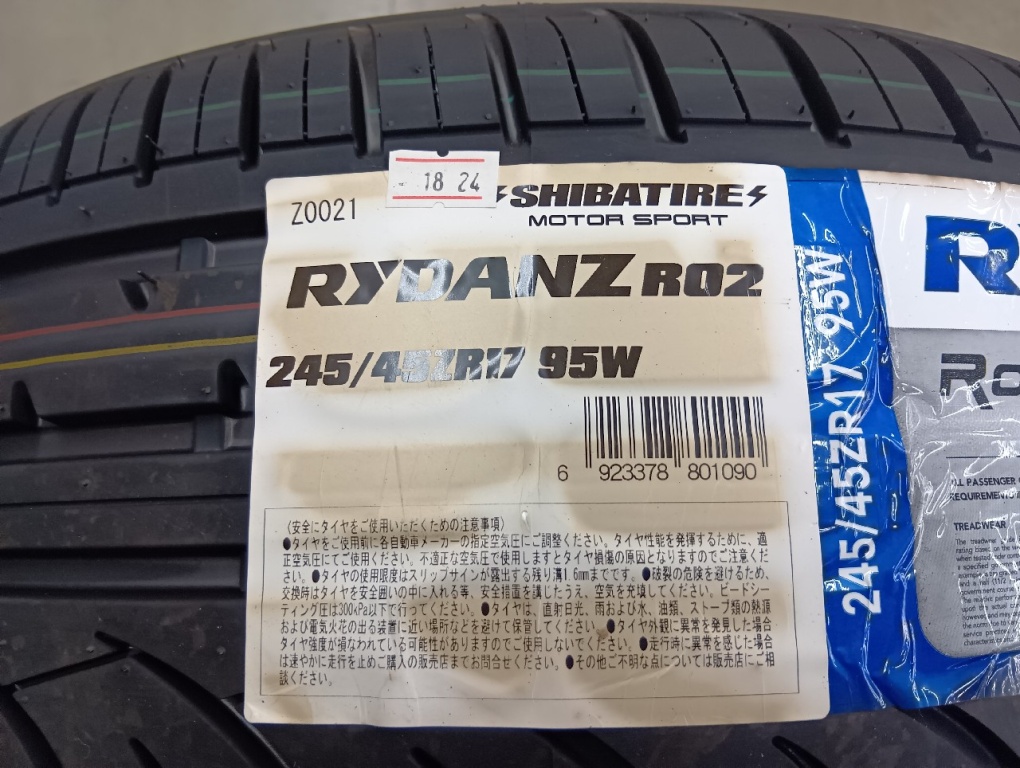 18 24
Z0021
SHIBATIRE
MOTOR SPORT
RYDANZ R02
245/45ZR17 95W
6 923378 801090
(安全にタイヤをご使用いただくための注意事項)
●タイヤをご使用前に各自動車メーカーの指定空気圧にご調整ください。タイヤ性能を発揮するために、適
正空気圧にてご使用ください。不適正な空気圧で使用しますとタイヤ損傷の原因となりますのでご注意くだ
さい。●タイヤの使用限度はスリップサインが露出する残り溝1.6mmまでです。●破裂の危険を避けるため、
交換時はタイヤを安全囲いの中に入れる等、安全措置を講じたうえ、空気を充填してください。ビードシー
ティング圧は300kPa以下で行ってください。●タイヤは、直射日光、雨および水、油類、ストーブ類の熱源
および電気火花の出る装置に近い場所などを避けて保管してください。●タイヤ外観に異常を発見した場合
タイヤ強度が損なわれている可能性がありますのでご使用しないでください。●走行時に異常を感じた場合
は速やかに走行を止めご購入の販売店までお問合せください。●その他ご不明な点については販売店にご相
談ください。
245/45ZR17 95W
R
Ro
ALL PASSENGER
REQUIREMENT
TREADWEAR
The treadwear
rating based on the